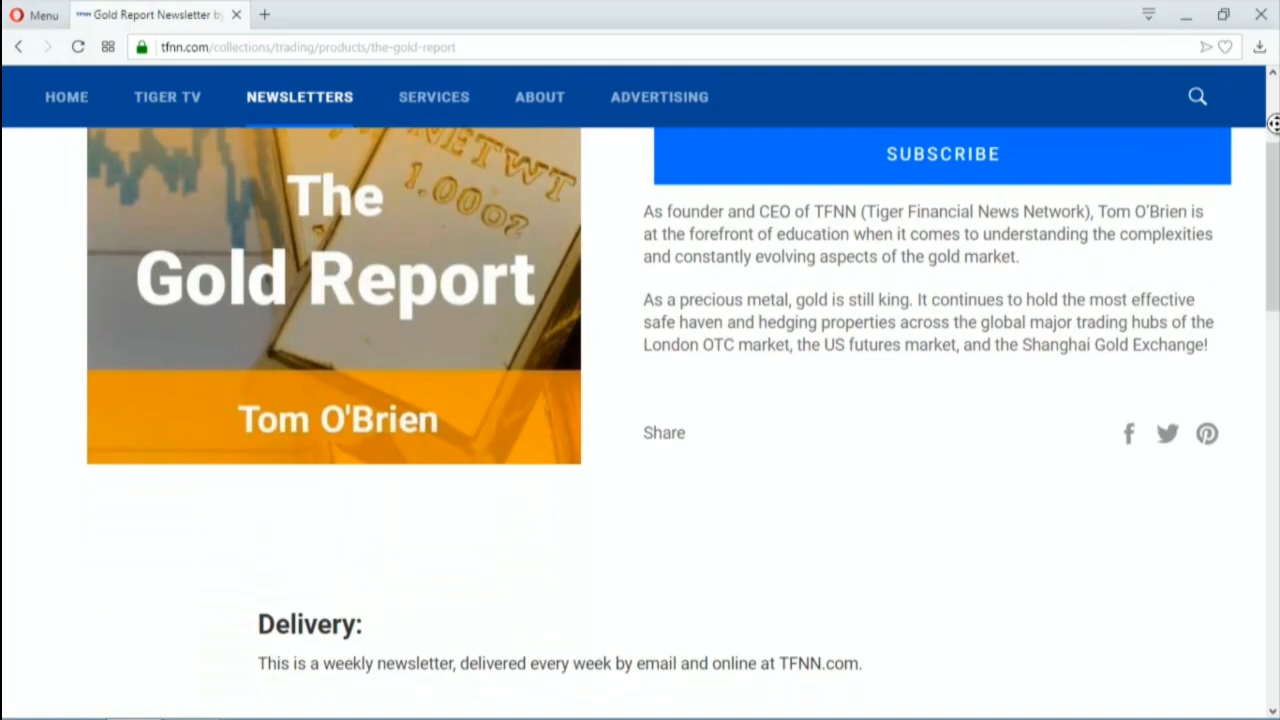 Menu
Gold Report Newsletter b
tfnn.com/collections/trading/products/the-gold-report
HOME
TIGER TV
NEWSLETTERS
SERVICES
ABOUT
ADVERTISING
NETWT
1.00oz
The
Gold Report
Tom O'Brien
SUBSCRIBE
As founder and CEO of TFNN (Tiger Financial News Network), Tom O'Brien is
at the forefront of education when it comes to understanding the complexities
and constantly evolving aspects of the gold market.
As a precious metal, gold is still king. It continues to hold the most effective
safe haven and hedging properties across the global major trading hubs of the
London OTC market, the US futures market, and the Shanghai Gold Exchange!
Share
Delivery:
This is a weekly newsletter, delivered every week by email and online at TFNN.com.